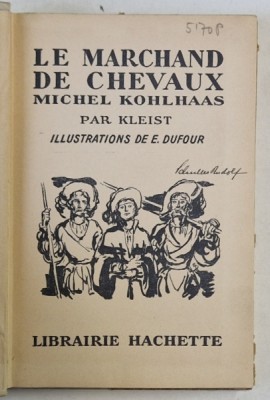 51708
LE MARCHAND
DE CHEVAUX
MICHEL KOHLHAAS
PAR KLEIST
ILLUSTRATIONS DE E. DUFOUR
LIBRAIRIE HACHETTE